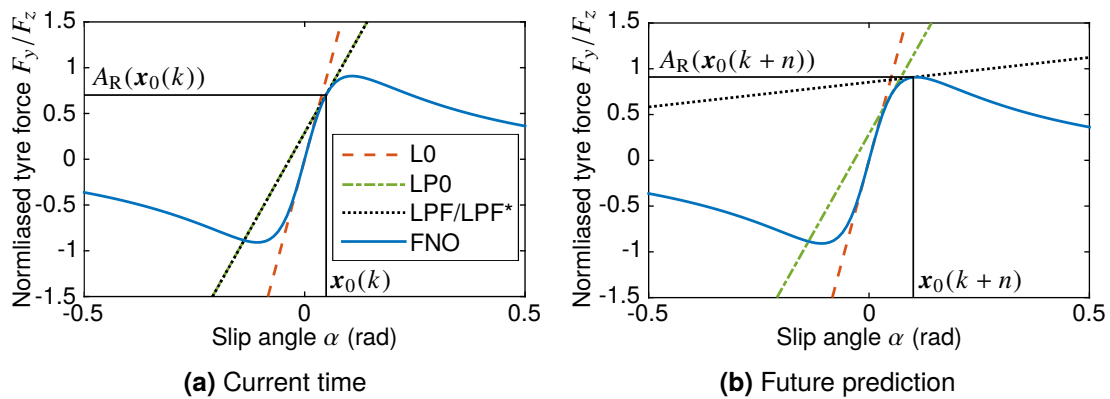 Normliased tyre force F_y/F_z
1.5
1
0.5
0
-0.5
-1
-1.5
A_R(x_0(k))
L0
LP0
LPF/LPF*
FNO
x_0(k)
-0.5 0 0.5
Slip angle α (rad)
(a) Current time
Normliased tyre force F_y/F_z
1.5
1
0.5
0
-0.5
-1
-1.5
A_R(x_0(k + n))
x_0(k + n)
-0.5 0 0.5
Slip angle α (rad)
(b) Future prediction